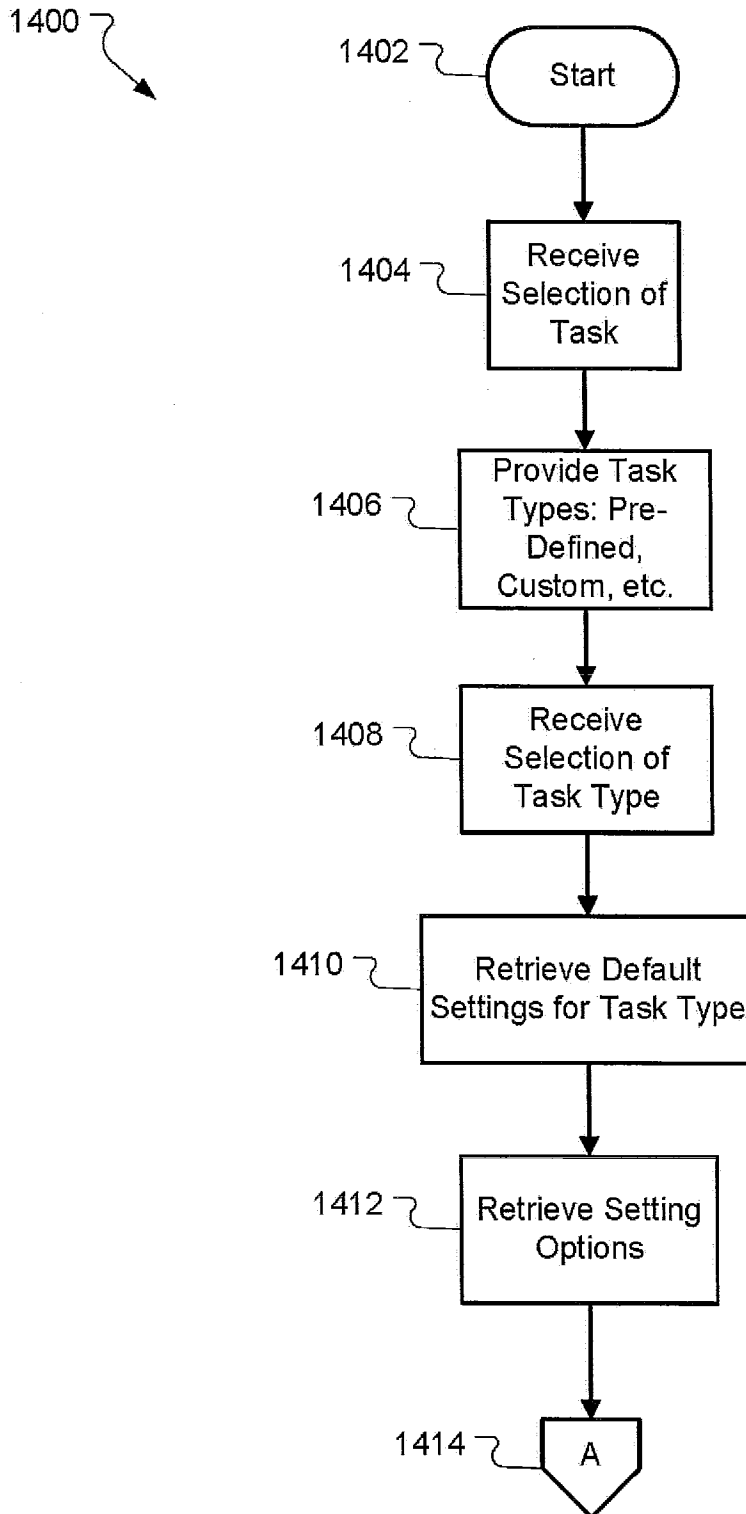 1400
1402
Start
1404
Receive
Selection of
Task
1406
Provide Task
Types: Pre-
Defined,
Custom, etc.
1408
Receive
Selection of
Task Type
1410
Retrieve Default
Settings for Task Type
1412
Retrieve Setting
Options
1414
A